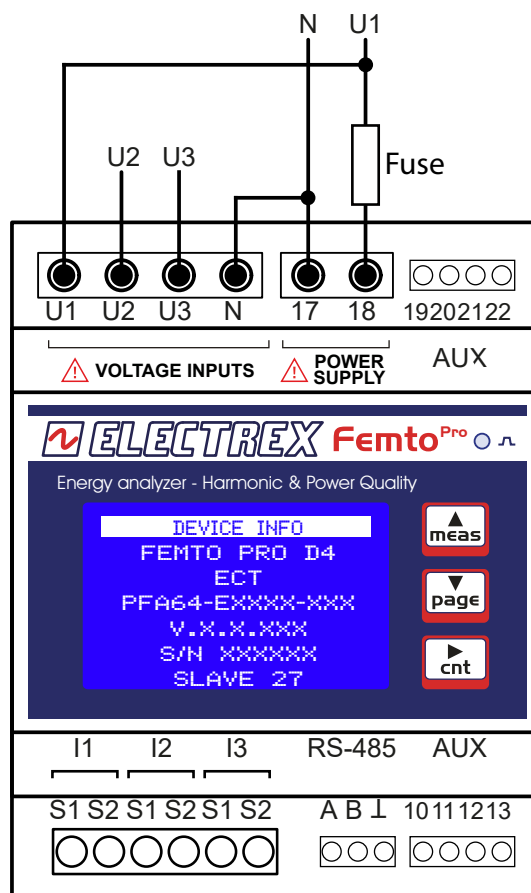 N U1
U2 U3
Fuse
U1 U2 U3 N 17 18 19202122
⚠ VOLTAGE INPUTS ⚠ POWER SUPPLY AUX
ELECTREX Femto Pro
Energy analyzer - Harmonic & Power Quality
DEVICE INFO
FEMTO PRO D4
ECT
PFA64-EXXXX-XXX
V.X.X.XXX
S/N XXXXXX
SLAVE 27
meas
page
cnt
I1 I2 I3 RS-485 AUX
S1 S2 S1 S2 S1 S2 A B ⊥ 10111213